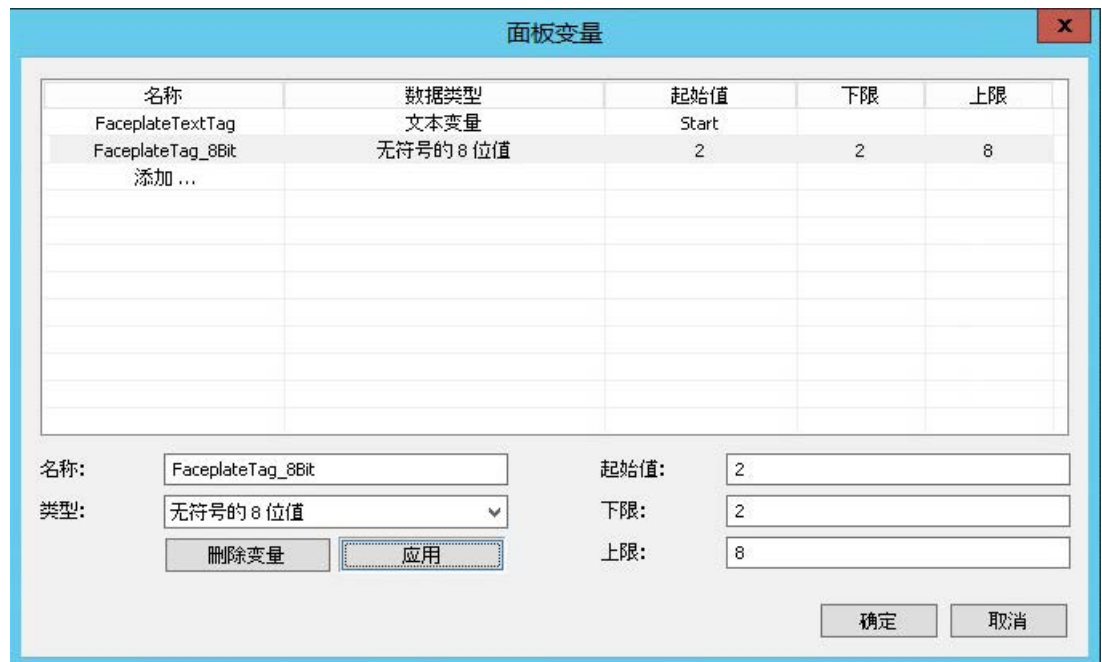 面板变量
x
名称 数据类型 起始值 下限 上限
FaceplateTextTag 文本变量 Start
FaceplateTag_8Bit 无符号的 8 位值 2 2 8
添加 ...
名称: FaceplateTag_8Bit 起始值: 2
类型: 无符号的 8 位值 下限: 2
删除变量 应用 上限: 8
确定 取消